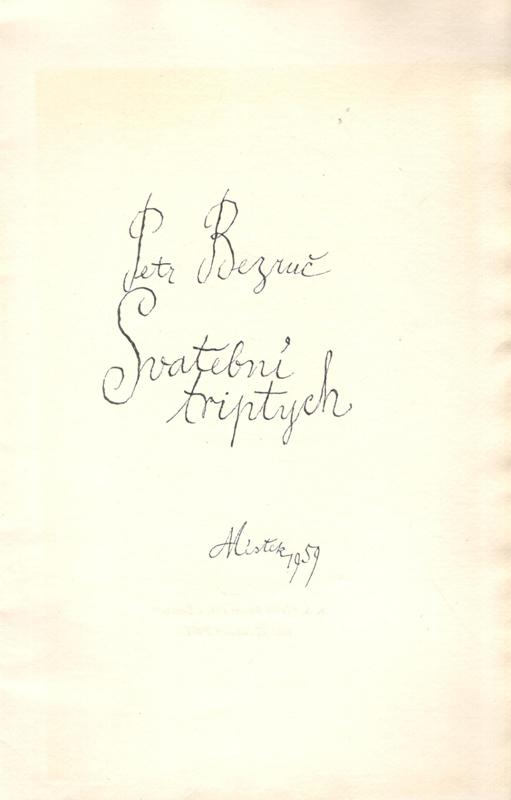 Petr Bezruč
Svatební
triptych
Místek 1959